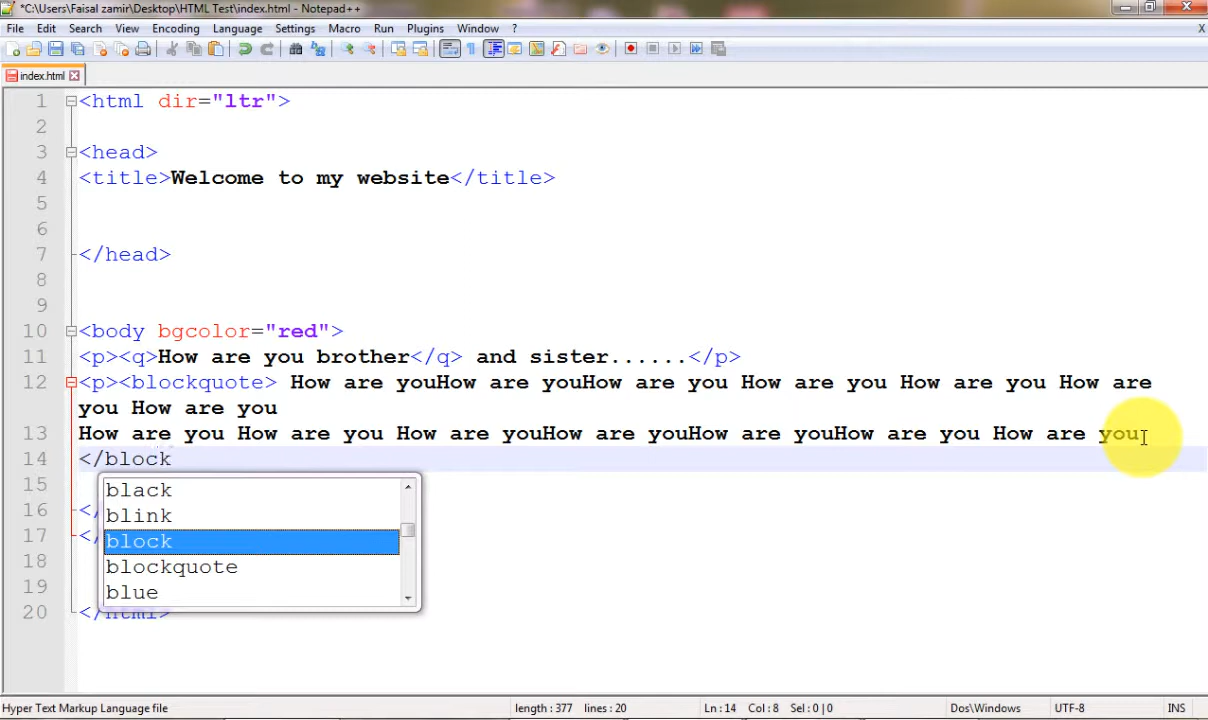 *C:\Users\Faisal zamir\Desktop\HTML Test\index.html - Notepad++
File Edit Search View Encoding Language Settings Macro Run Plugins Window ? X
index.html
1 <html dir="ltr">
2
3 <head>
4 <title>Welcome to my website</title>
5
6
7 </head>
8
9
10 <body bgcolor="red">
11 <p><q>How are you brother</q> and sister......</p>
12 <p><blockquote> How are youHow are youHow are you How are you How are you How are
you How are you
13 How are you How are you How are youHow are youHow are youHow are you How are you
14 </block
15
black
16 </
blink
17 </
block
18
blockquote
19
blue
20 </html>
Hyper Text Markup Language file length : 377 lines : 20 Ln : 14 Col : 8 Sel : 0 | 0 Dos\Windows UTF-8 INS